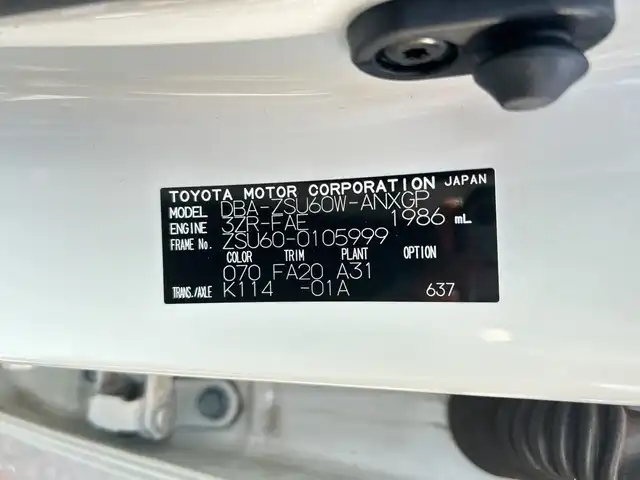 TOYOTA MOTOR CORPORATION JAPAN
MODEL DBA-ZSU60W-ANXGP
ENGINE 3ZR-FAE 1986 mL
FRAME No. ZSU60-0105999
COLOR TRIM PLANT OPTION
070 FA20 A31
TRANS./AXLE K114 -01A 637